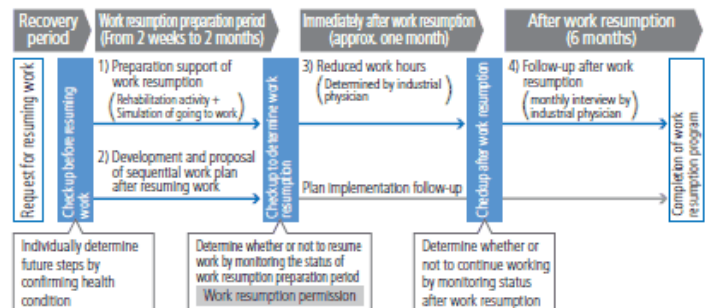 Recovery
period
Work resumption preparation period
(From 2 weeks to 2 months)
Immediately after work resumption
(approx. one month)
After work resumption
(6 months)
Request for resuming work
Checkup before resuming
work
1) Preparation support of
work resumption
(Rehabilitation activity +
Simulation of going to work)
2) Development and proposal
of sequential work plan
after resuming work
Checkup to determine work
resumption
3) Reduced work hours
(Determined by industrial
physician)
Plan implementation follow-up
Checkup after work resumption
4) Follow-up after work
resumption
(monthly interview by
industrial physician)
Completion of work
resumption program
Individually determine
future steps by
confirming health
condition
Determine whether or not to resume
work by monitoring the status of
work resumption preparation period
Work resumption permission
Determine whether or
not to continue working
by monitoring status
after work resumption